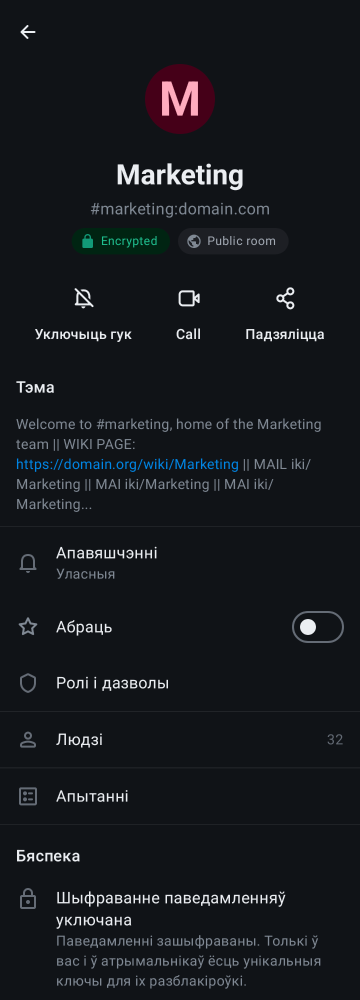 M
Marketing
#marketing:domain.com
Encrypted
Public room
Уключыць гук
Call
Падзяліцца
Тэма
Welcome to #marketing, home of the Marketing
team || WIKI PAGE:
https://domain.org/wiki/Marketing || MAIL iki/
Marketing || MAI iki/Marketing || MAI iki/
Marketing...
Апавяшчэнні
Уласныя
Абраць
Ролі і дазволы
Людзі 32
Апытанні
Бяспека
Шыфраванне паведамленняў
уключана
Паведамленні зашыфраваны. Толькі ў
вас і ў атрымальнікаў ёсць унікальныя
ключы для іх разблакіроўкі.